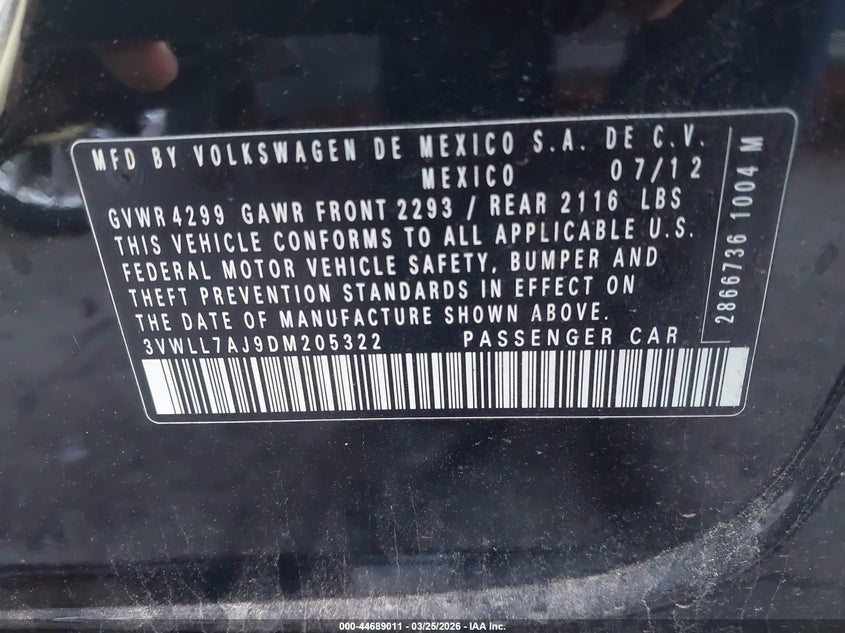 MFD BY VOLKSWAGEN DE MEXICO S.A. DE C.V.
MEXICO 07/12
GVWR 4299 GAWR FRONT 2293 / REAR 2116 LBS
THIS VEHICLE CONFORMS TO ALL APPLICABLE U.S.
FEDERAL MOTOR VEHICLE SAFETY, BUMPER AND
THEFT PREVENTION STANDARDS IN EFFECT ON
THE DATE OF MANUFACTURE SHOWN ABOVE.
3VWLL7AJ9DM205322 PASSENGER CAR
2866736 1004 M
000-44689011 - 03/25/2026 - IAA Inc.